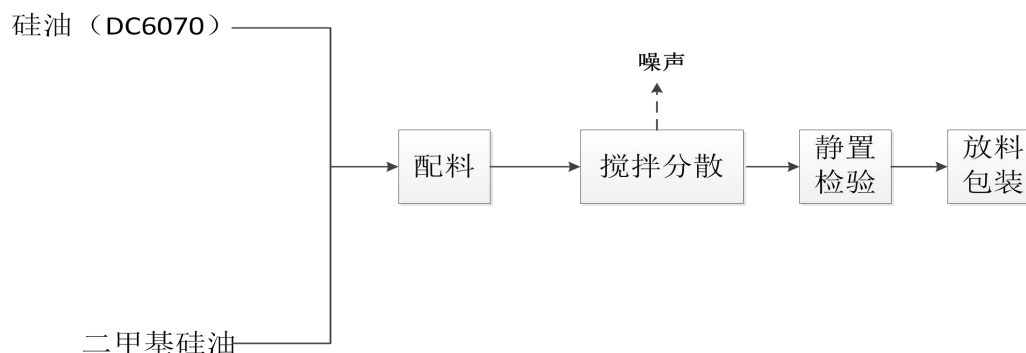 硅油（DC6070）
噪声
配料
搅拌分散
静置
检验
放料
包装
二甲基硅油